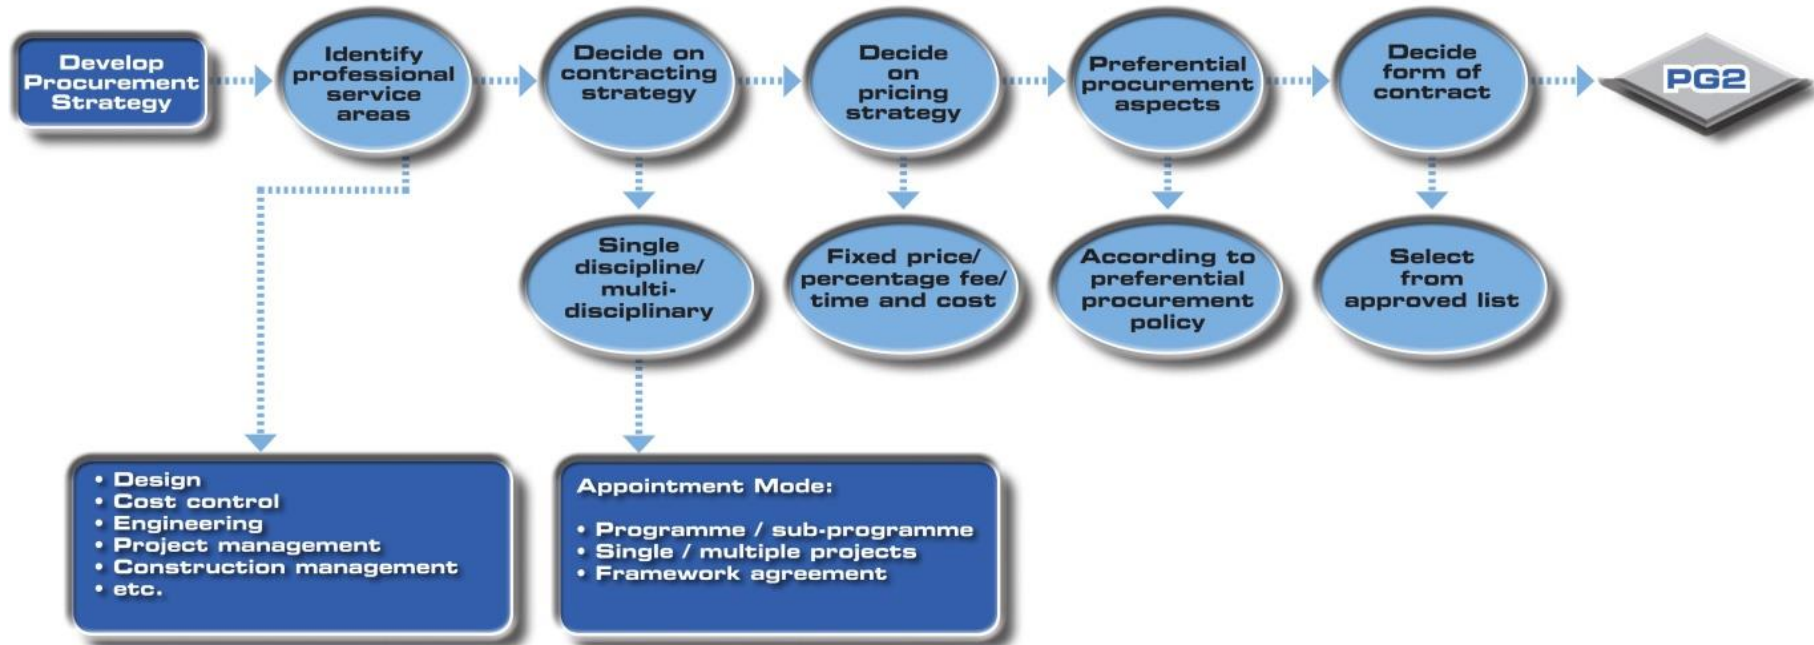 Develop
Procurement
Strategy
Identify
professional
service
areas
Decide on
contracting
strategy
Decide
on
pricing
strategy
Preferential
procurement
aspects
Decide
form of
contract
PG2
Single
discipline/
multi-
disciplinary
Fixed price/
percentage fee/
time and cost
According to
preferential
procurement
policy
Select
from
approved list
• Design
• Cost control
• Engineering
• Project management
• Construction management
• etc.
Appointment Mode:
• Programme / sub-programme
• Single / multiple projects
• Framework agreement